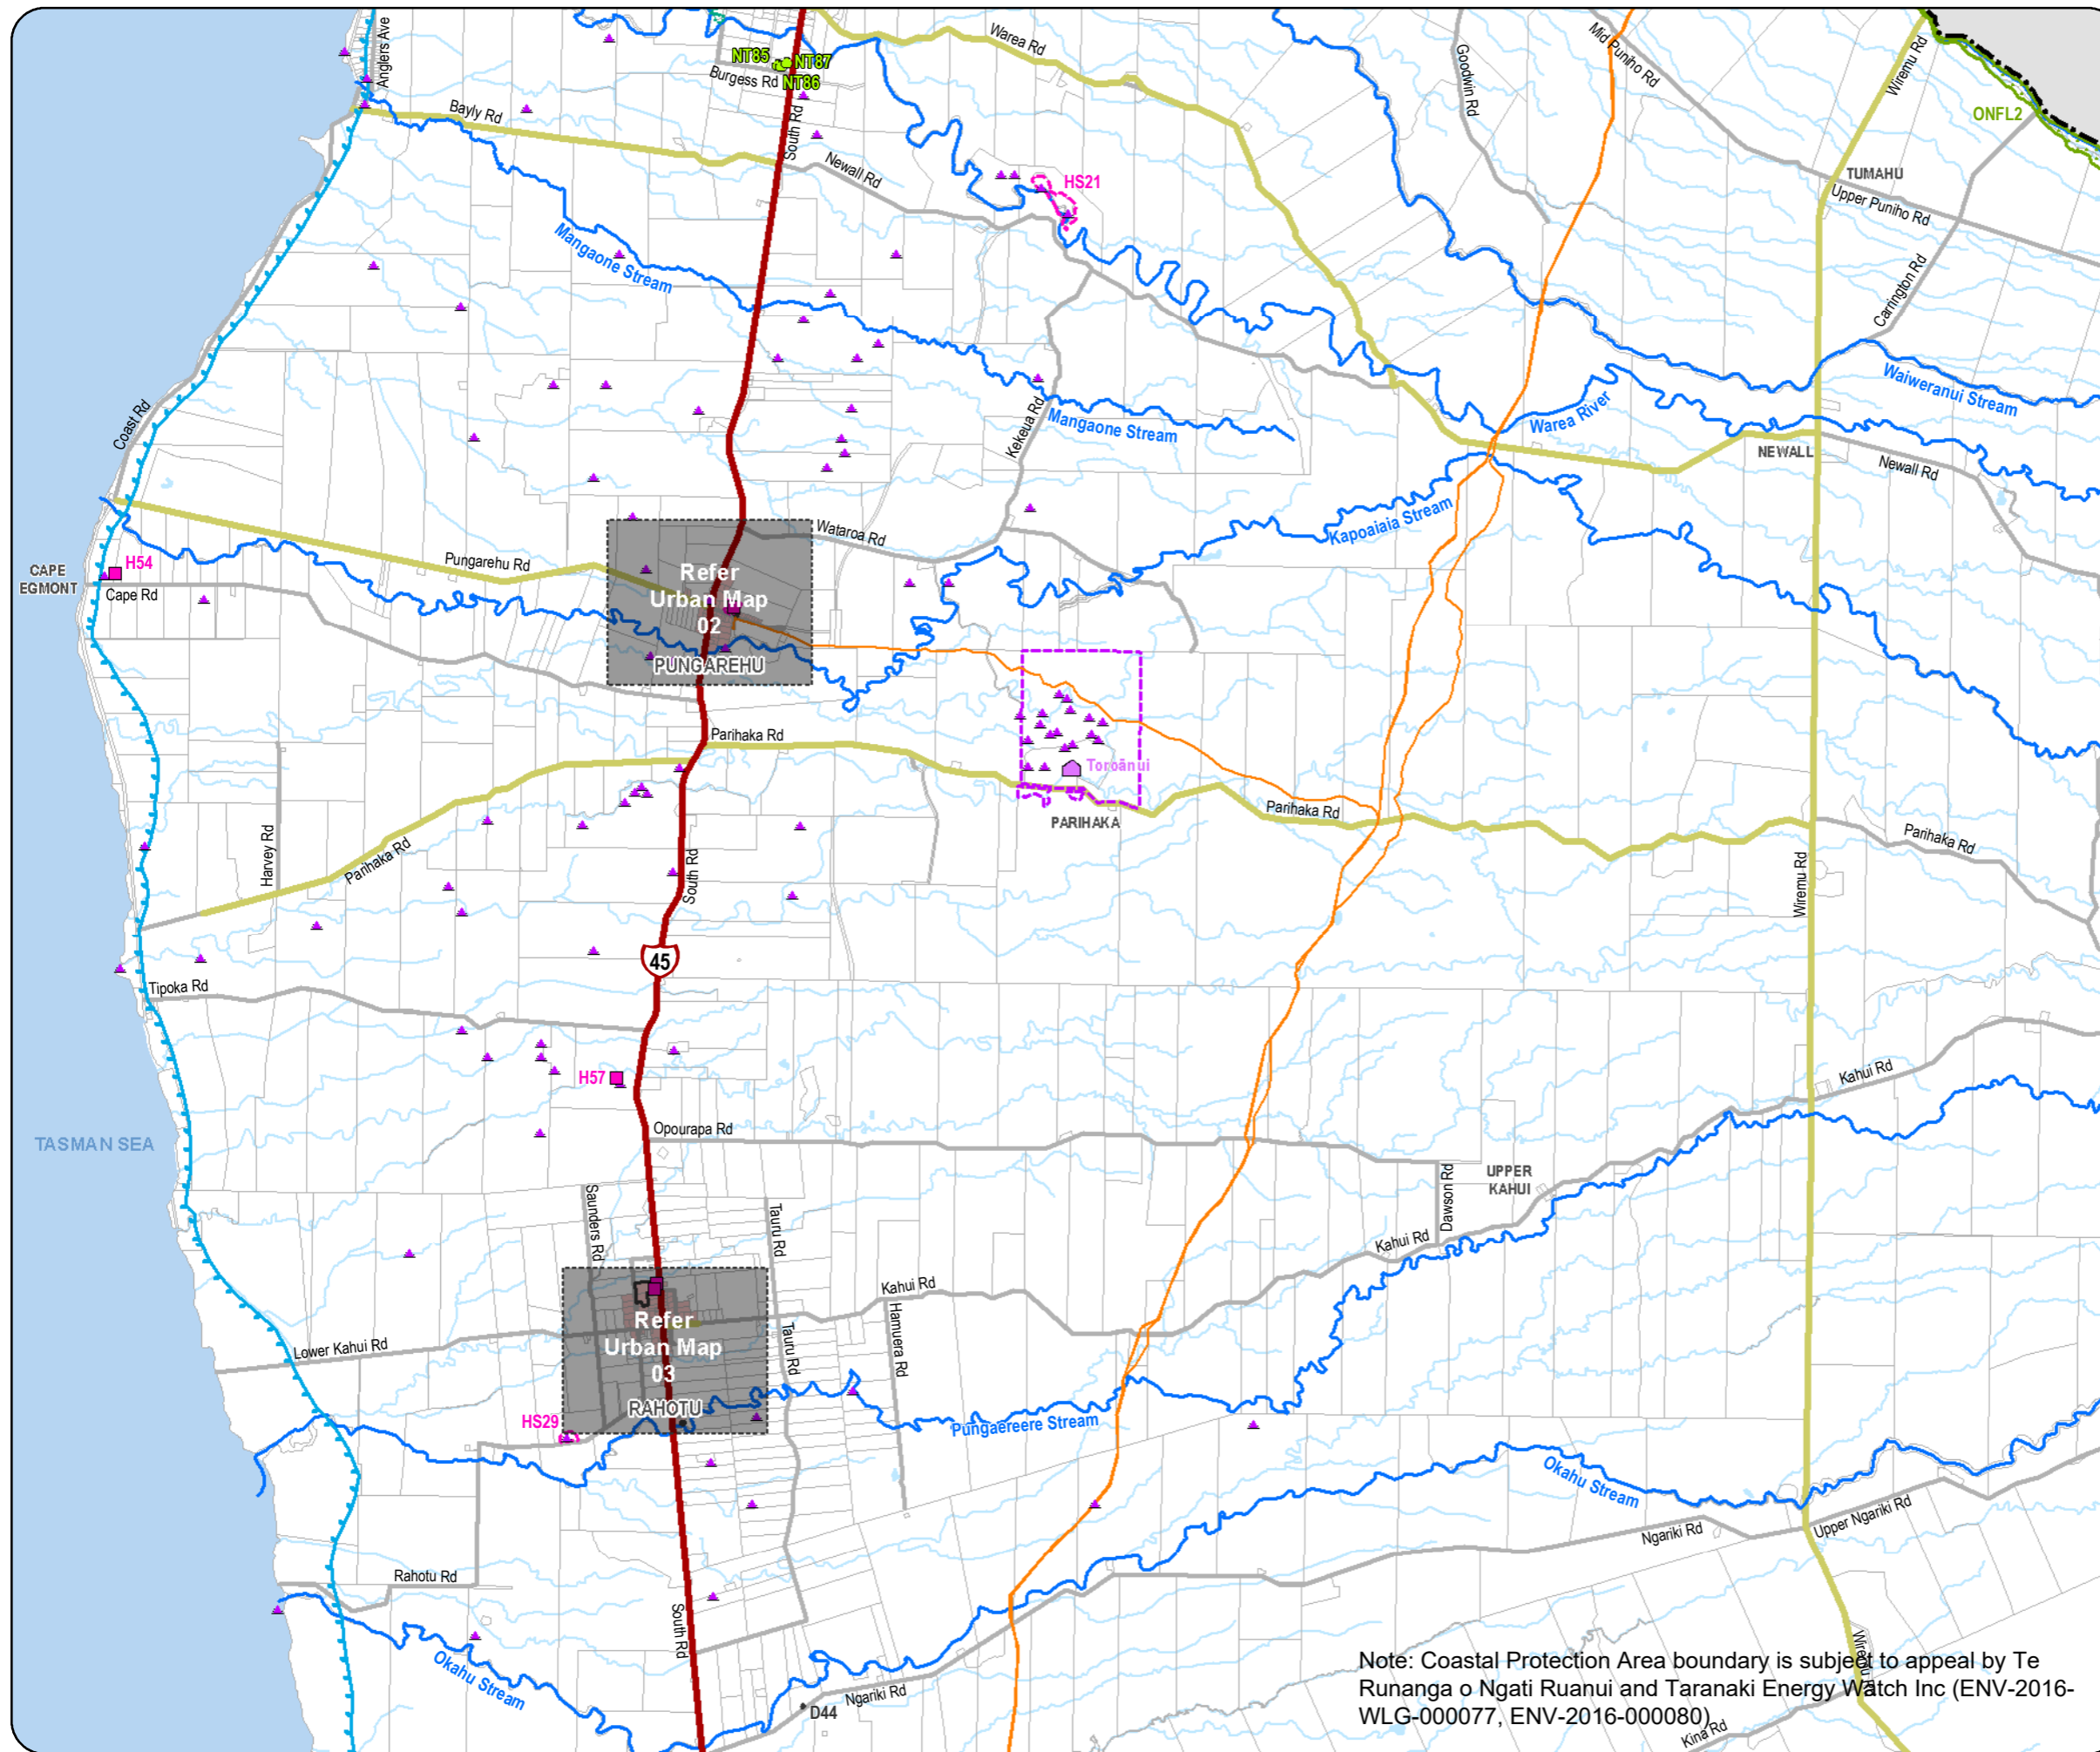 Anglers Ave
NT85
NT87
Burgess Rd
NT86
Warea Rd
Goodwin Rd
Mid Puniho Rd
Wiremu Rd
ONFL2
Bayly Rd
South Rd
Newall Rd
HS21
TUMAHU
Upper Puniho Rd
Mangaone Stream
Carrington Rd
Coast Rd
Kekeua Rd
Mangaone Stream
Warea River
Waiweranui Stream
NEWALL
Newall Rd
Wataroa Rd
Kapoaiaia Stream
CAPE
EGMONT
H54
Cape Rd
Pungarehu Rd
Refer
Urban Map
02
PUNGAREHU
Parihaka Rd
Toroānui
PARIHAKA
Parihaka Rd
Parihaka Rd
Harvey Rd
Parihaka Rd
South Rd
Wiremu Rd
45
Tipoka Rd
H57
Kahui Rd
TASMAN SEA
Opourapa Rd
UPPER
KAHUI
Dawson Rd
Saunders Rd
Tauru Rd
Kahui Rd
Kahui Rd
Refer
Urban Map
03
RAHOTU
Tauru Rd
Hamuera Rd
Lower Kahui Rd
HS29
Pungaereere Stream
Okahu Stream
Ngariki Rd
Upper Ngariki Rd
Rahotu Rd
South Rd
Okahu Stream
Ngariki Rd
D44
Wiremu
Note: Coastal Protection Area boundary is subject to appeal by Te
Runanga o Ngati Ruanui and Taranaki Energy Watch Inc (ENV-2016-
WLG-000077, ENV-2016-000080)
Kina Rd